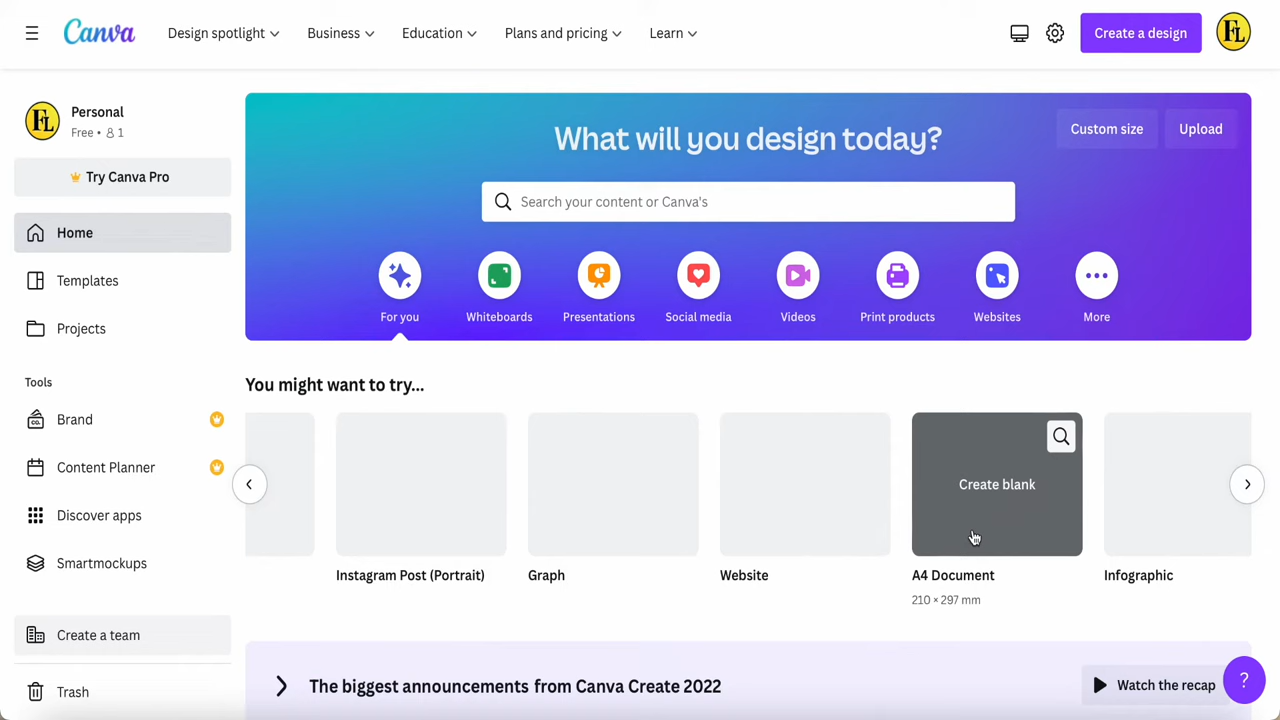 Canva
Design spotlight
Business
Education
Plans and pricing
Learn
Create a design
FL
FL
Personal
Free • 1
Try Canva Pro
Home
Templates
Projects
Tools
Brand
CO.
Content Planner
Discover apps
Smartmockups
Create a team
Trash
What will you design today?
Custom size
Upload
Search your content or Canva's
For you
Whiteboards
Presentations
Social media
Videos
Print products
Websites
More
You might want to try...
Create blank
Instagram Post (Portrait)
Graph
Website
A4 Document
210 × 297 mm
Infographic
The biggest announcements from Canva Create 2022
Watch the recap
?